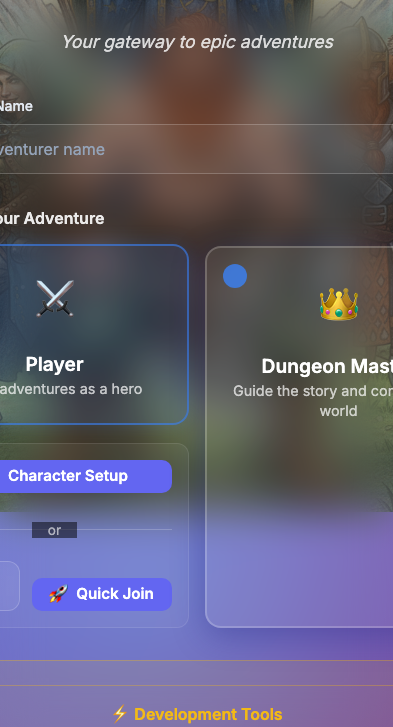 Your gateway to epic adventures
Name
venturer name
our Adventure
Player
adventures as a hero
Character Setup
or
🚀 Quick Join
Dungeon Mast
Guide the story and cor
world
⚡ Development Tools